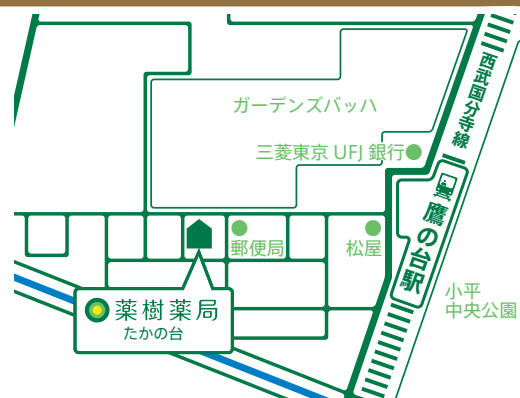 西武国分寺線
ガーデンズバッハ
三菱東京 UFJ 銀行
鷹の台駅
郵便局
松屋
小平
中央公園
薬樹薬局
たかの台